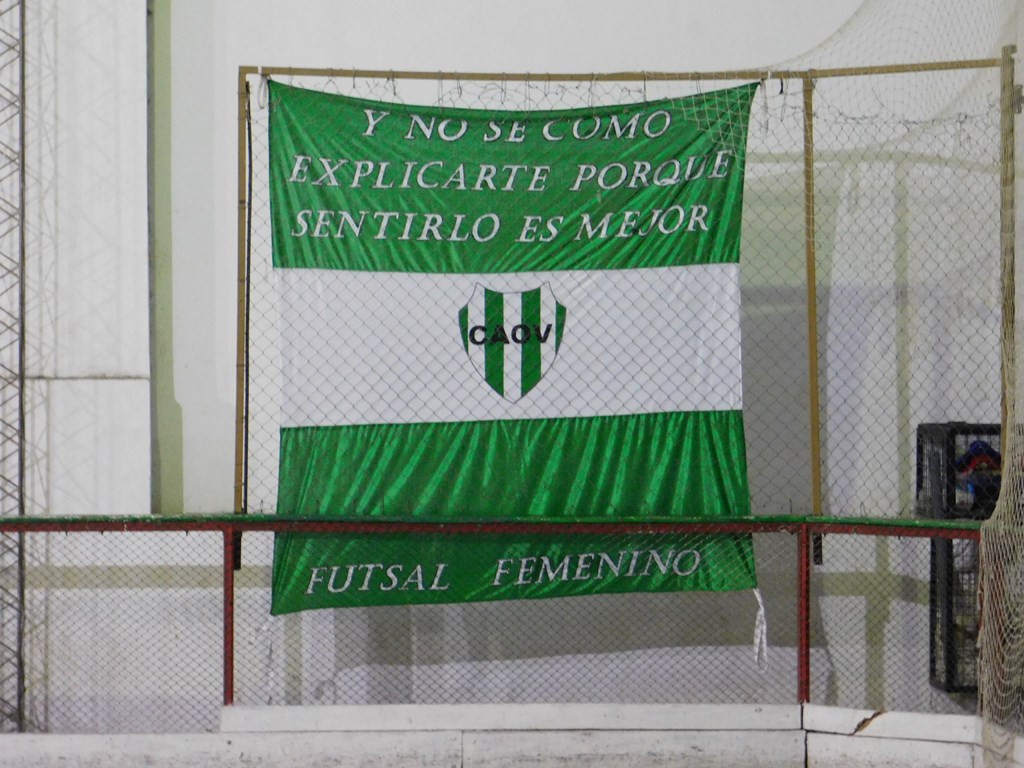 Y NO SE COMO
EXPLICARTE PORQUE
SENTIRLO ES MEJOR
CAOV
FUTSAL FEMENINO